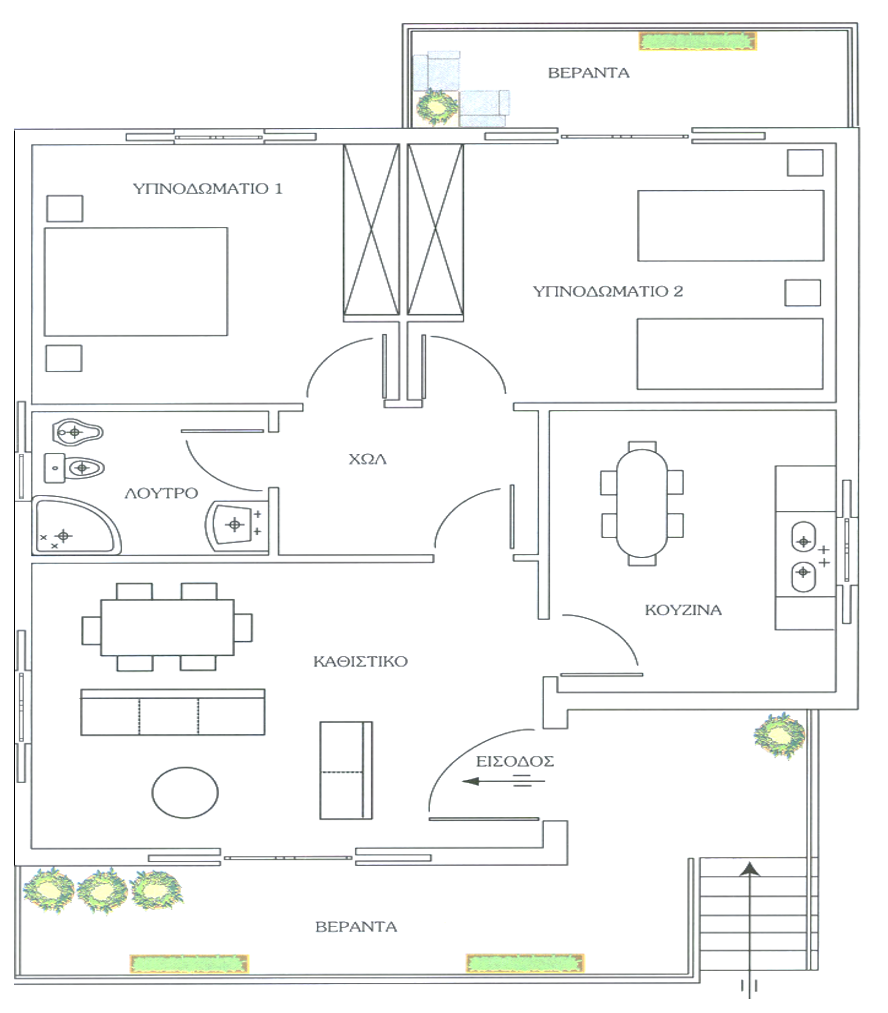 ΒΕΡΑΝΤΑ
ΥΠΝΟΔΩΜΑΤΙΟ 1
ΥΠΝΟΔΩΜΑΤΙΟ 2
ΧΩΛ
ΛΟΥΤΡΟ
ΚΟΥΖΙΝΑ
ΚΑΘΙΣΤΙΚΟ
ΕΙΣΟΔΟΣ
ΒΕΡΑΝΤΑ